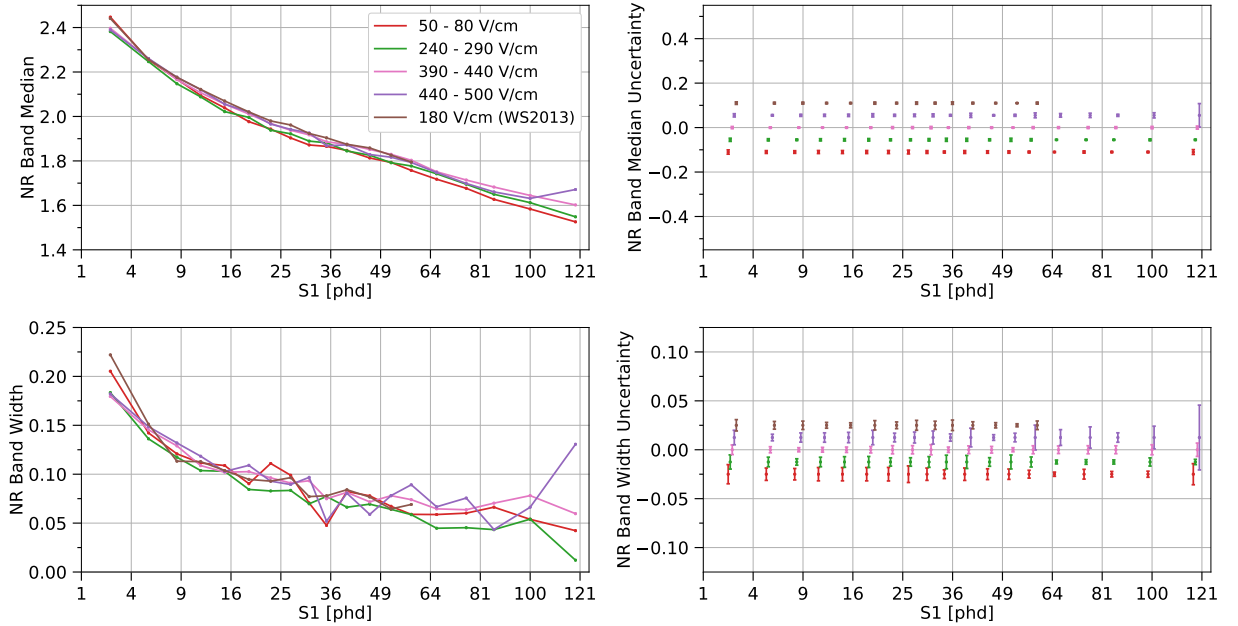 NR Band Median
2.4
2.2
2.0
1.8
1.6
1.4
50 - 80 V/cm
240 - 290 V/cm
390 - 440 V/cm
440 - 500 V/cm
180 V/cm (WS2013)
1 4 9 16 25 36 49 64 81 100 121
S1 [phd]
NR Band Median Uncertainty
0.4
0.2
0.0
−0.2
−0.4
1 4 9 16 25 36 49 64 81 100 121
S1 [phd]
NR Band Width
0.25
0.20
0.15
0.10
0.05
0.00
1 4 9 16 25 36 49 64 81 100 121
S1 [phd]
NR Band Width Uncertainty
0.10
0.05
0.00
−0.05
−0.10
1 4 9 16 25 36 49 64 81 100 121
S1 [phd]